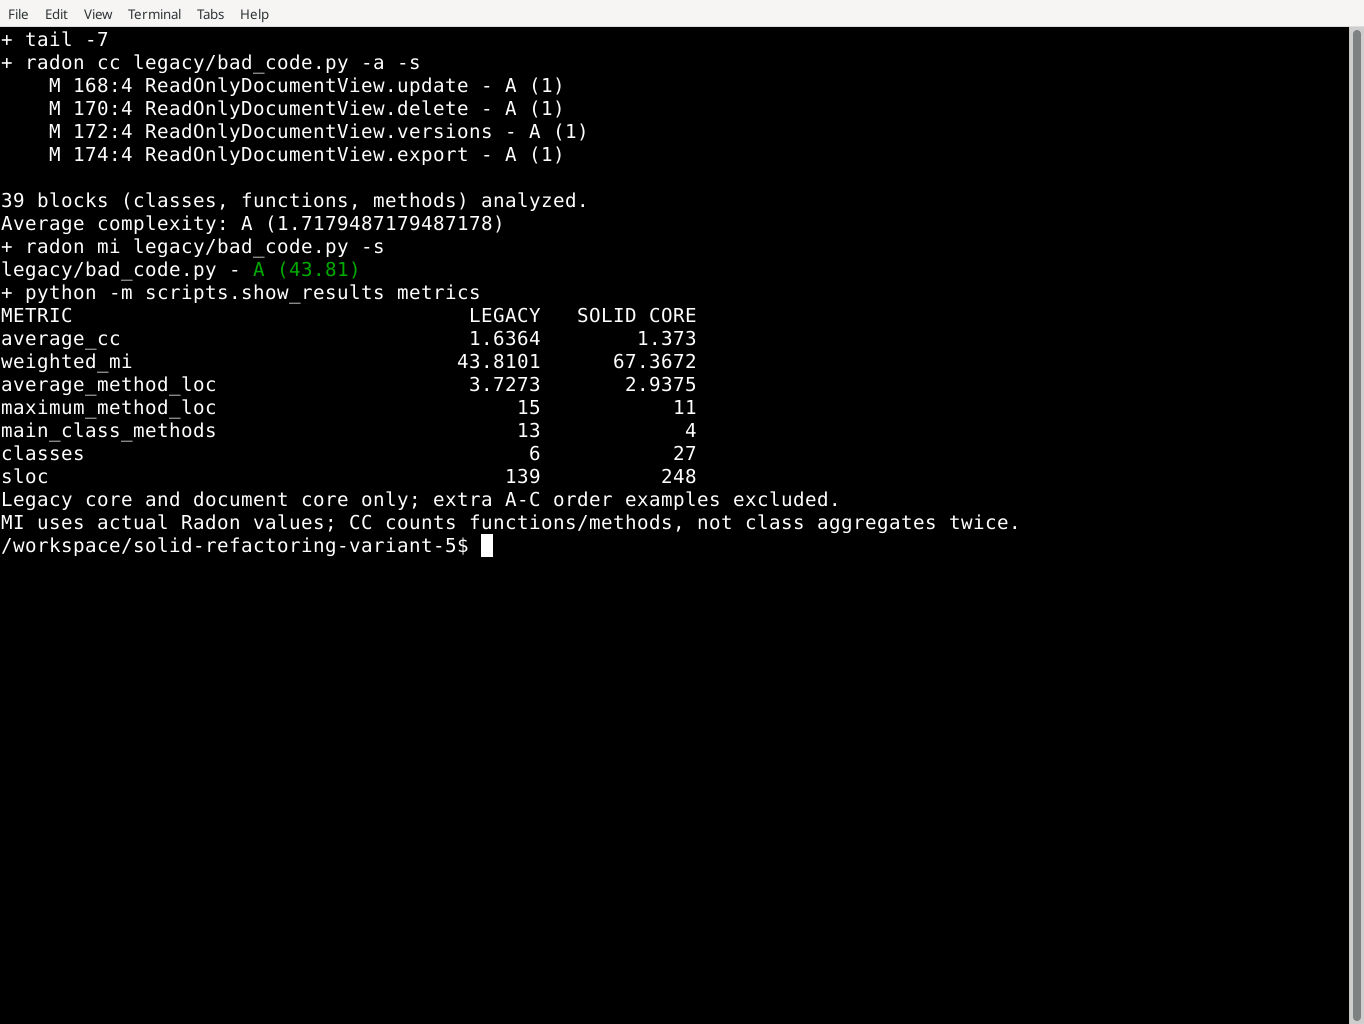 File Edit View Terminal Tabs Help
+ tail -7
+ radon cc legacy/bad_code.py -a -s
    M 168:4 ReadOnlyDocumentView.update - A (1)
    M 170:4 ReadOnlyDocumentView.delete - A (1)
    M 172:4 ReadOnlyDocumentView.versions - A (1)
    M 174:4 ReadOnlyDocumentView.export - A (1)

39 blocks (classes, functions, methods) analyzed.
Average complexity: A (1.7179487179487178)
+ radon mi legacy/bad_code.py -s
legacy/bad_code.py - A (43.81)
+ python -m scripts.show_results metrics
METRIC                                 LEGACY   SOLID CORE
average_cc                             1.6364        1.373
weighted_mi                           43.8101      67.3672
average_method_loc                     3.7273       2.9375
maximum_method_loc                         15           11
main_class_methods                         13            4
classes                                     6           27
sloc                                      139          248
Legacy core and document core only; extra A-C order examples excluded.
MI uses actual Radon values; CC counts functions/methods, not class aggregates twice.
/workspace/solid-refactoring-variant-5$